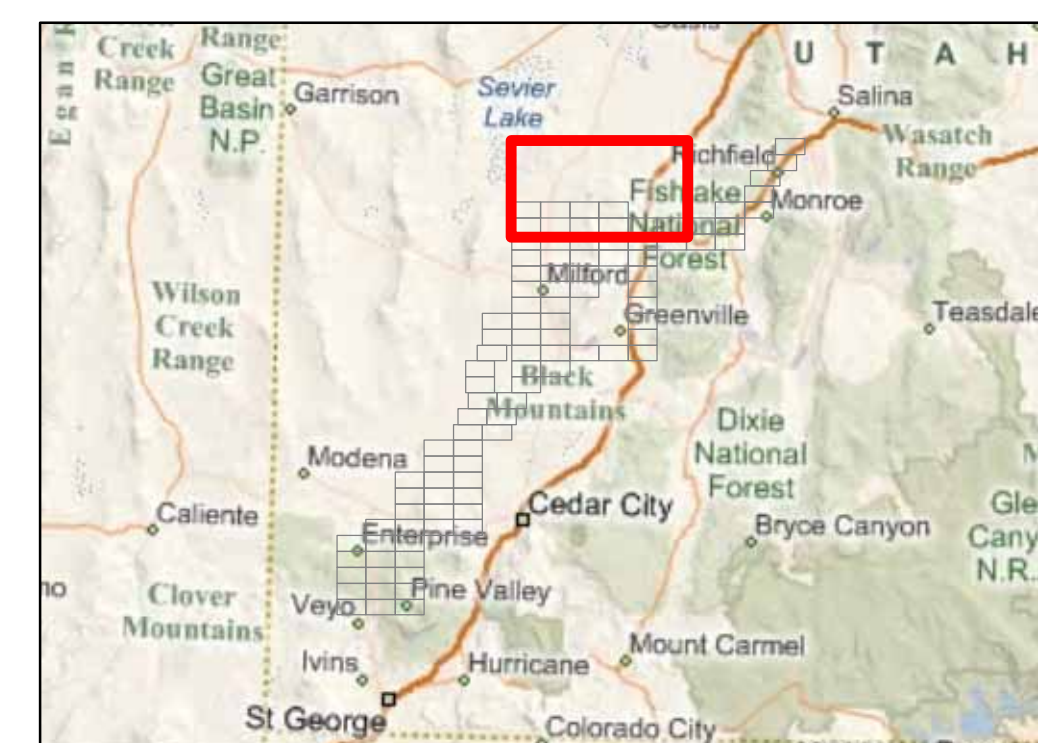 Creek
Range
Range
Great
Basin
N.P.
Garrison
Sevier
Lake
U T A H
Salina
Wasatch
Range
Richfield
Fishlake
National
Forest
Monroe
Milford
Wilson
Creek
Range
Greenville
Teasdale
Black
Mountains
Dixie
National
Forest
Modena
Cedar City
Caliente
Enterprise
Bryce Canyon
Gle
Cany
N.R.
Clover
Mountains
Veyo
Pine Valley
Ivins
Hurricane
Mount Carmel
St George
Colorado City